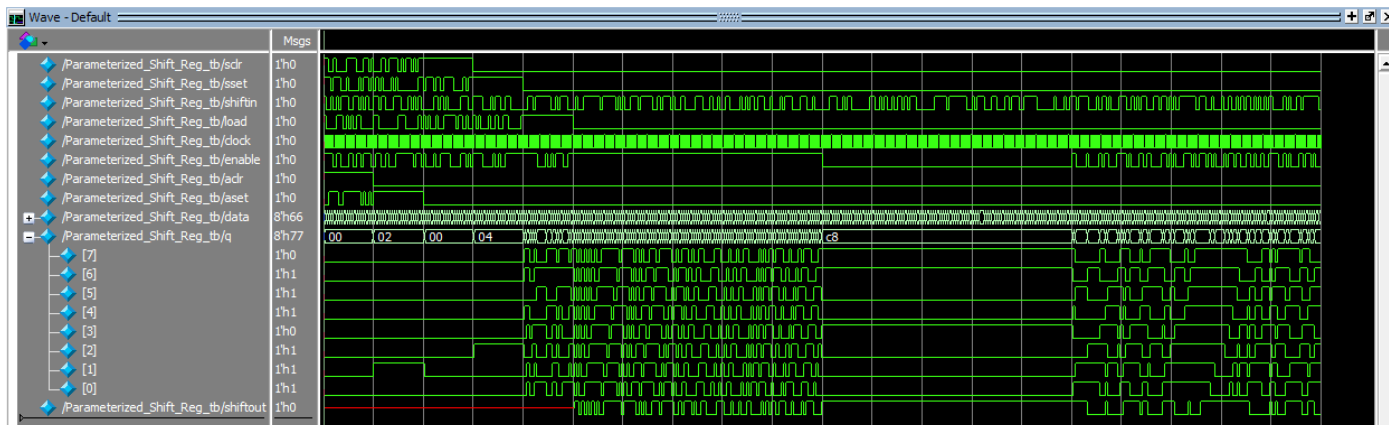 Wave - Default
Msgs
/Parameterized_Shift_Reg_tb/sclr 1'h0
/Parameterized_Shift_Reg_tb/sset 1'h0
/Parameterized_Shift_Reg_tb/shiftin 1'h0
/Parameterized_Shift_Reg_tb/load 1'h0
/Parameterized_Shift_Reg_tb/clock 1'h0
/Parameterized_Shift_Reg_tb/enable 1'h0
/Parameterized_Shift_Reg_tb/aclr 1'h0
/Parameterized_Shift_Reg_tb/aset 1'h0
/Parameterized_Shift_Reg_tb/data 8'h66
/Parameterized_Shift_Reg_tb/q 8'h77 00 02 00 04 c8
[7] 1'h0
[6] 1'h1
[5] 1'h1
[4] 1'h1
[3] 1'h0
[2] 1'h1
[1] 1'h1
[0] 1'h1
/Parameterized_Shift_Reg_tb/shiftout 1'h0